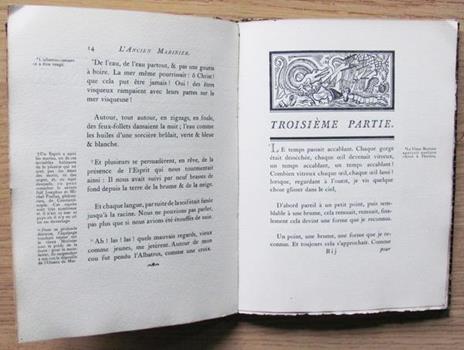 14 L'Ancien Marinier.
De l'eau, de l'eau partout, & pas une goutte
à boire. La mer même pourrissait: ô Christ!
que cela put être jamais! Oui! des êtres
visqueux rampaient avec leurs pattes sur la
mer visqueuse!
Autour, tout autour, en zigzags, en foule,
des feux-follets dansaient la nuit; l'eau comme
les huiles d'une sorcière brûlait, verte & bleue
& blanche.
Et plusieurs se persuadèrent, en rêve, de la
présence de l'Esprit qui nous tourmentait
ainsi: Il nous avait suivi par neuf brasses de
fond depuis la terre de la brume & de la neige.
Et chaque langue, par suite de la soif était fanée
jusqu'à la racine. Nous ne pouvions pas parler,
pas plus que si nous avions été étouffés de suie.
Ah! las! las! quels mauvais regards, vieux
comme jeunes, me jetèrent. Autour de mon
cou fut pendu l'Albatros, comme une croix.
TROISIÈME PARTIE.
LE temps passait accablant. Chaque gorge
était desséchée, chaque œil devenait vitreux,
un temps accablant, un temps accablant!
Combien vitreux chaque œil, chaque œil lassé!
lorsque, regardant à l'ouest, je vis quelque
chose glisser dans le ciel.
D'abord pareil à un petit point, puis sem-
blable à une brume, cela remuait, remuait, fina-
lement cela devint une forme que je reconnus.
Un point, une brume, une forme que je re-
connus. Et toujours cela s'approchait. Comme
Bij pour